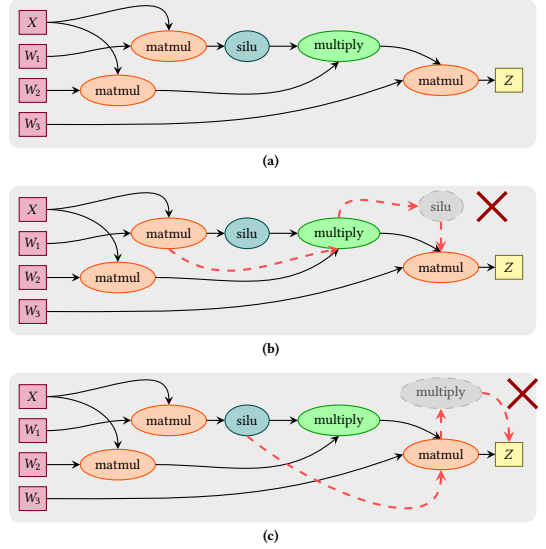 X
W₁ matmul silu multiply
W₂ matmul matmul Z
W₃
(a)
silu
X
W₁ matmul silu multiply
W₂ matmul matmul Z
W₃
(b)
multiply
X
W₁ matmul silu multiply
W₂ matmul matmul Z
W₃
(c)